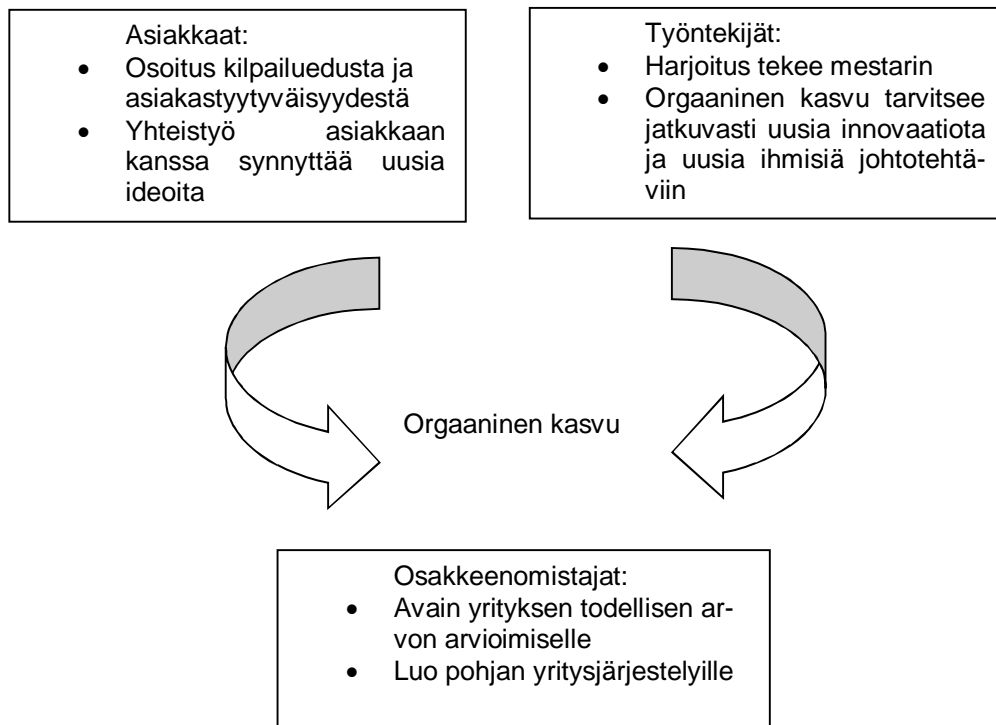 Asiakkaat:
• Osoitus kilpailuedusta ja
asiakastyytyväisyydestä
• Yhteistyö asiakkaan
kanssa synnyttää uusia
ideoita
Työntekijät:
• Harjoitus tekee mestarin
• Orgaaninen kasvu tarvitsee
jatkuvasti uusia innovaatiota
ja uusia ihmisiä johtotehtä-
viin
Orgaaninen kasvu
Osakkeenomistajat:
• Avain yrityksen todellisen ar-
von arvioimiselle
• Luo pohjan yritysjärjestelyille